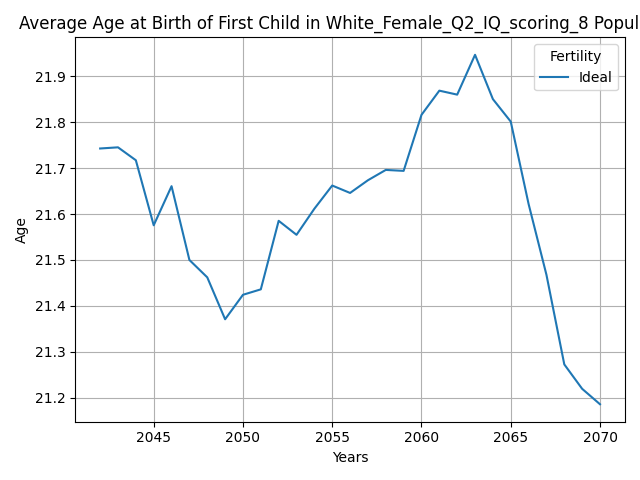 Average Age at Birth of First Child in White_Female_Q2_IQ_scoring_8 Popul
Fertility
Ideal
21.9
21.8
21.7
21.6
21.5
21.4
21.3
21.2
Age
2045 2050 2055 2060 2065 2070
Years